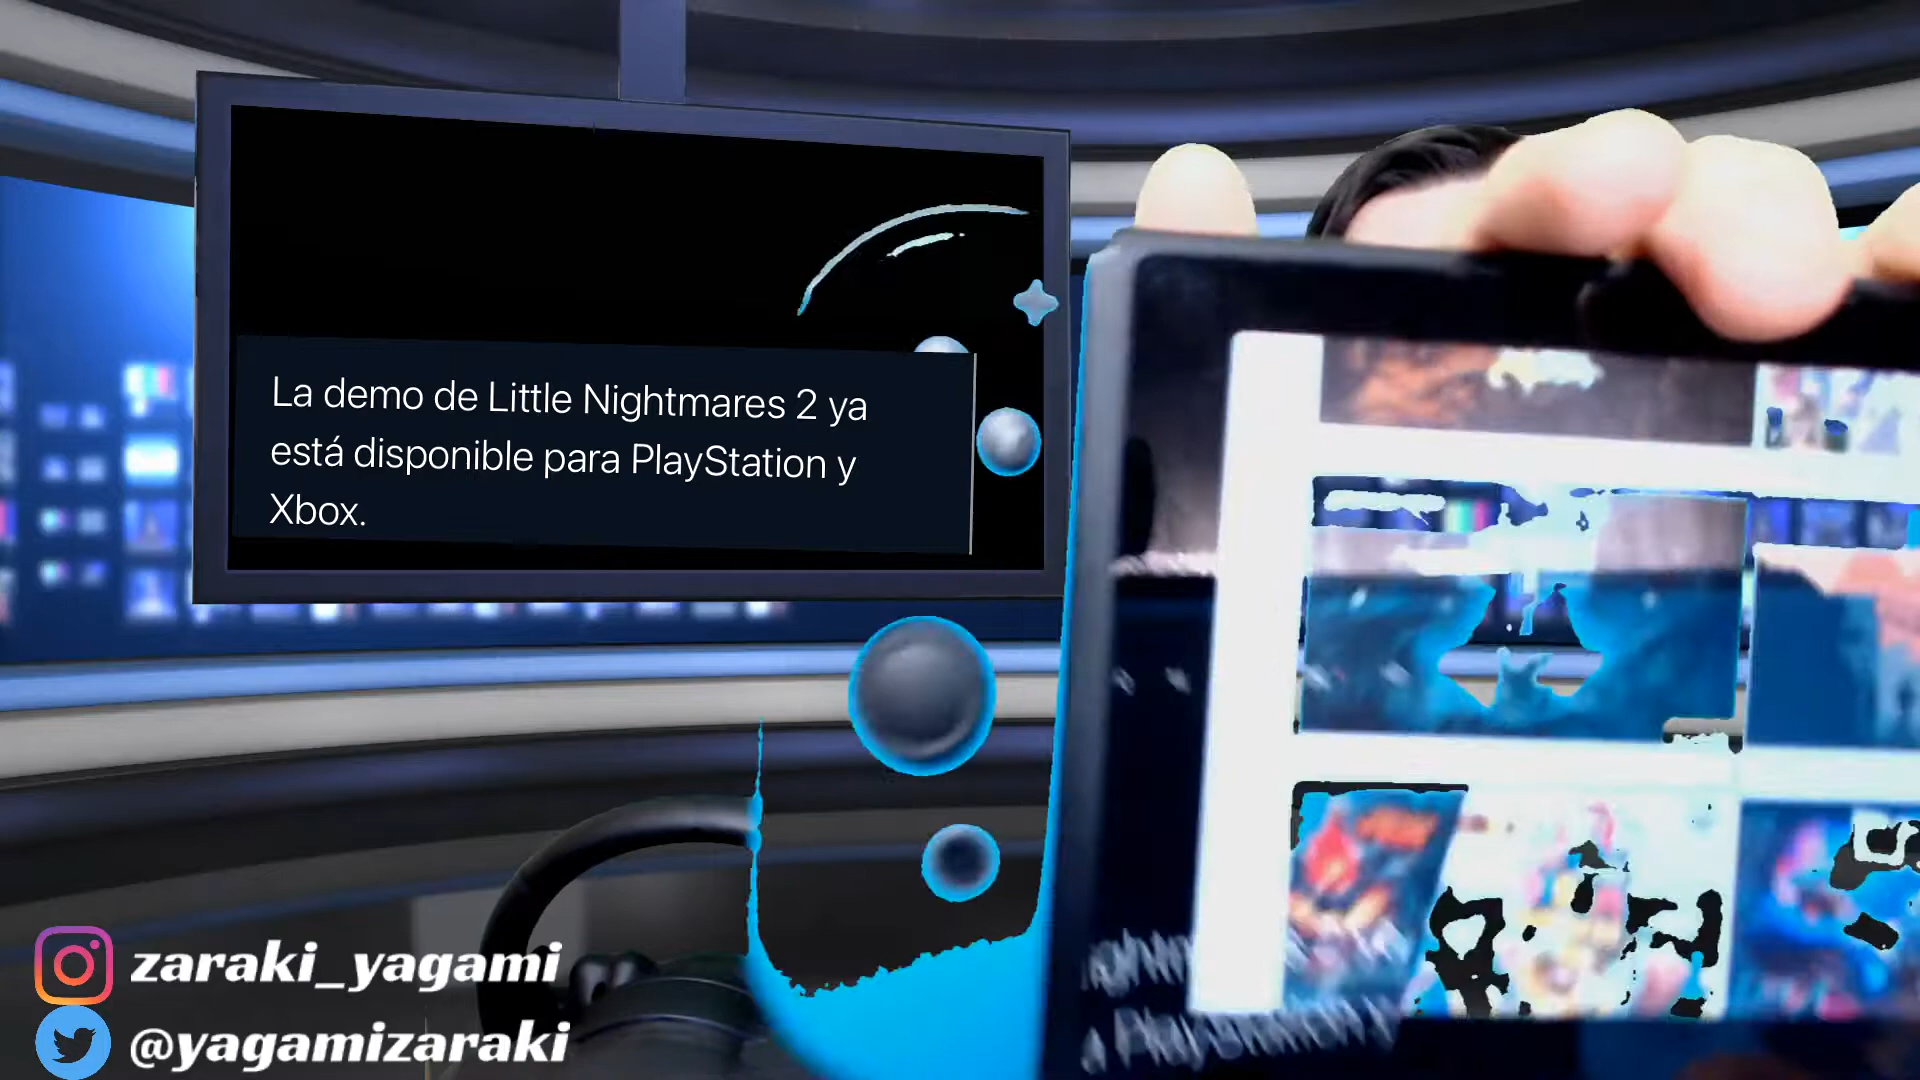 La demo de Little Nightmares 2 ya
está disponible para PlayStation y
Xbox.
zaraki_yagami
@yagamizaraki